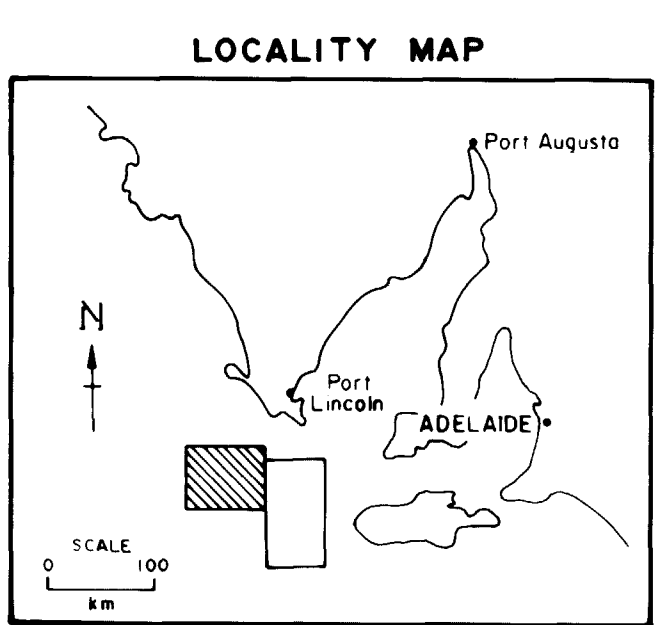 LOCALITY MAP
Port Augusta
N
Port
Lincoln
ADELAIDE
SCALE
0 100
km